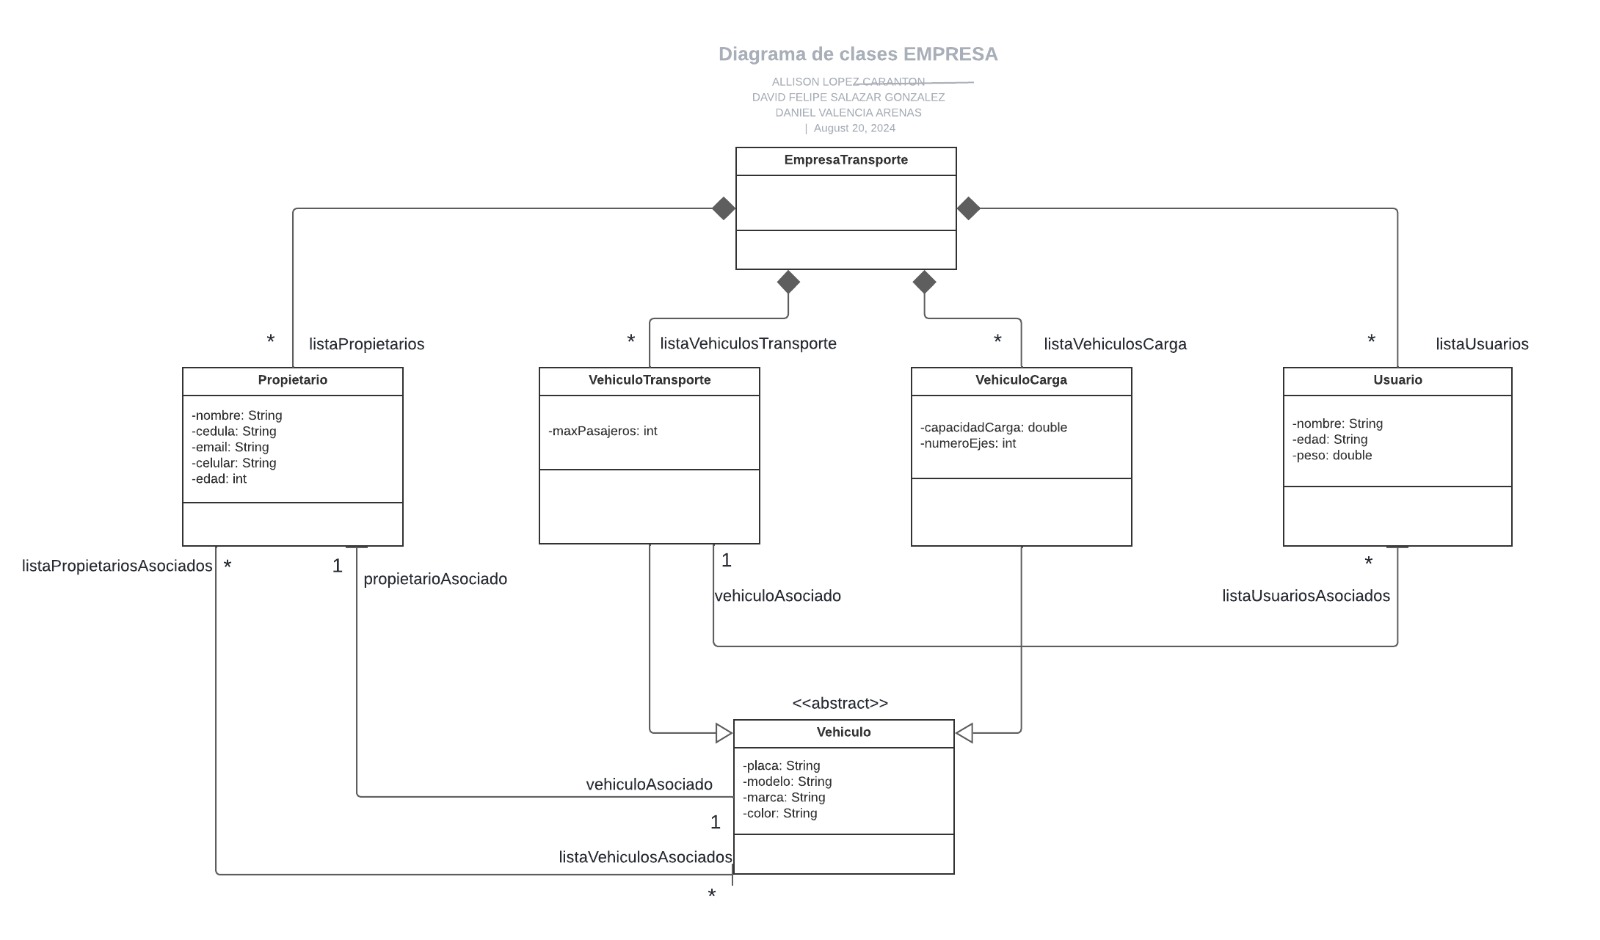 Diagrama de clases EMPRESA
ALLISON LOPEZ CARANTON
DAVID FELIPE SALAZAR GONZALEZ
DANIEL VALENCIA ARENAS
| August 20, 2024
EmpresaTransporte
* listaPropietarios
* listaVehiculosTransporte
* listaVehiculosCarga
* listaUsuarios
Propietario
-nombre: String
-cedula: String
-email: String
-celular: String
-edad: int
VehiculoTransporte
-maxPasajeros: int
VehiculoCarga
-capacidadCarga: double
-numeroEjes: int
Usuario
-nombre: String
-edad: String
-peso: double
listaPropietariosAsociados *
1
propietarioAsociado
1
vehiculoAsociado
*
listaUsuariosAsociados
<<abstract>>
Vehiculo
-placa: String
-modelo: String
-marca: String
-color: String
vehiculoAsociado
1
listaVehiculosAsociados
*